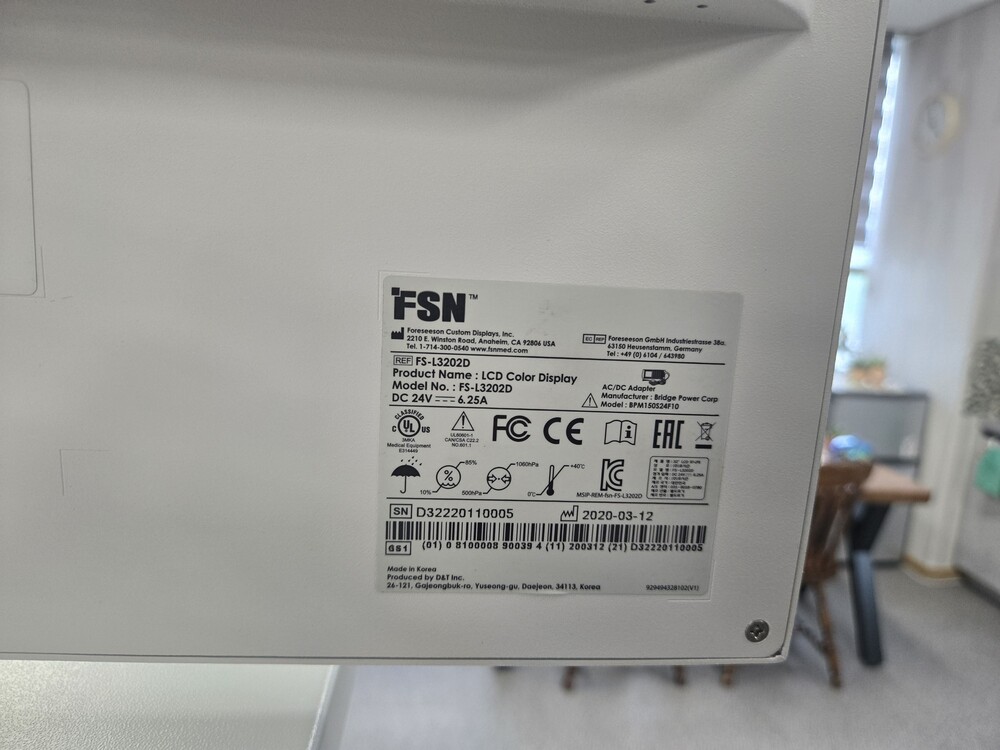 FSN™
Foreseeson Custom Displays, Inc.
2210 E. Winston Road, Anaheim, CA 92806 USA
Tel. 1-714-300-0540 www.fsnmed.com
EC REP Foreseeson GmbH Industriestrasse 38a.
63150 Heusenstamm, Germany
Tel : +49 (0) 6104 / 643980
REF FS-L3202D
Product Name : LCD Color Display
Model No. : FS-L3202D
DC 24V 6.25A
AC/DC Adapter
Manufacturer : Bridge Power Corp
Model : BPM150S24F10
CLASSIFIED
C UL US
3MKA
Medical Equipment
E314449
UL60601-1
CAN/CSA C22.2
NO.601.1
FC CE EAC
10% % 85%
500hPa 1060hPa
0℃ +40℃
MSIP-REM-fsn-FS-L3202D
SN D32220110005
2020-03-12
GS1 (01) 0 8100008 90039 4 (11) 200312 (21) D32220110005
Made in Korea
Produced by D&T Inc.
26-121, Gajeongbuk-ro, Yuseong-gu, Daejeon, 34113, Korea
929494328102(V1)